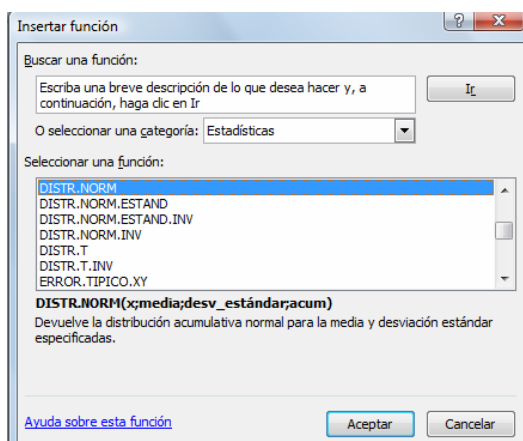 Insertar función
?
X
Buscar una función:
Escriba una breve descripción de lo que desea hacer y, a
continuación, haga clic en Ir
Ir
O seleccionar una categoría: Estadísticas
Seleccionar una función:
DISTR.NORM
DISTR.NORM.ESTAND
DISTR.NORM.ESTAND.INV
DISTR.NORM.INV
DISTR.T
DISTR.T.INV
ERROR.TIPICO.XY
DISTR.NORM(x;media;desv_estándar;acum)
Devuelve la distribución acumulativa normal para la media y desviación estándar
especificadas.
Ayuda sobre esta función
Aceptar
Cancelar